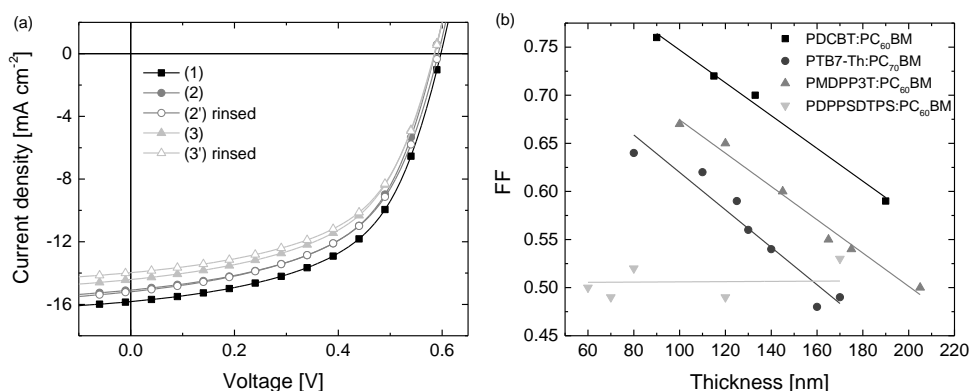 (a)
Current density [mA cm-2]
0
-4
-8
-12
-16
(1)
(2)
(2') rinsed
(3)
(3') rinsed
0.0 0.2 0.4 0.6
Voltage [V]
(b)
FF
0.75
0.70
0.65
0.60
0.55
0.50
0.45
PDCBT:PC60BM
PTB7-Th:PC70BM
PMDPP3T:PC60BM
PDPPSDTPS:PC60BM
60 80 100 120 140 160 180 200 220
Thickness [nm]